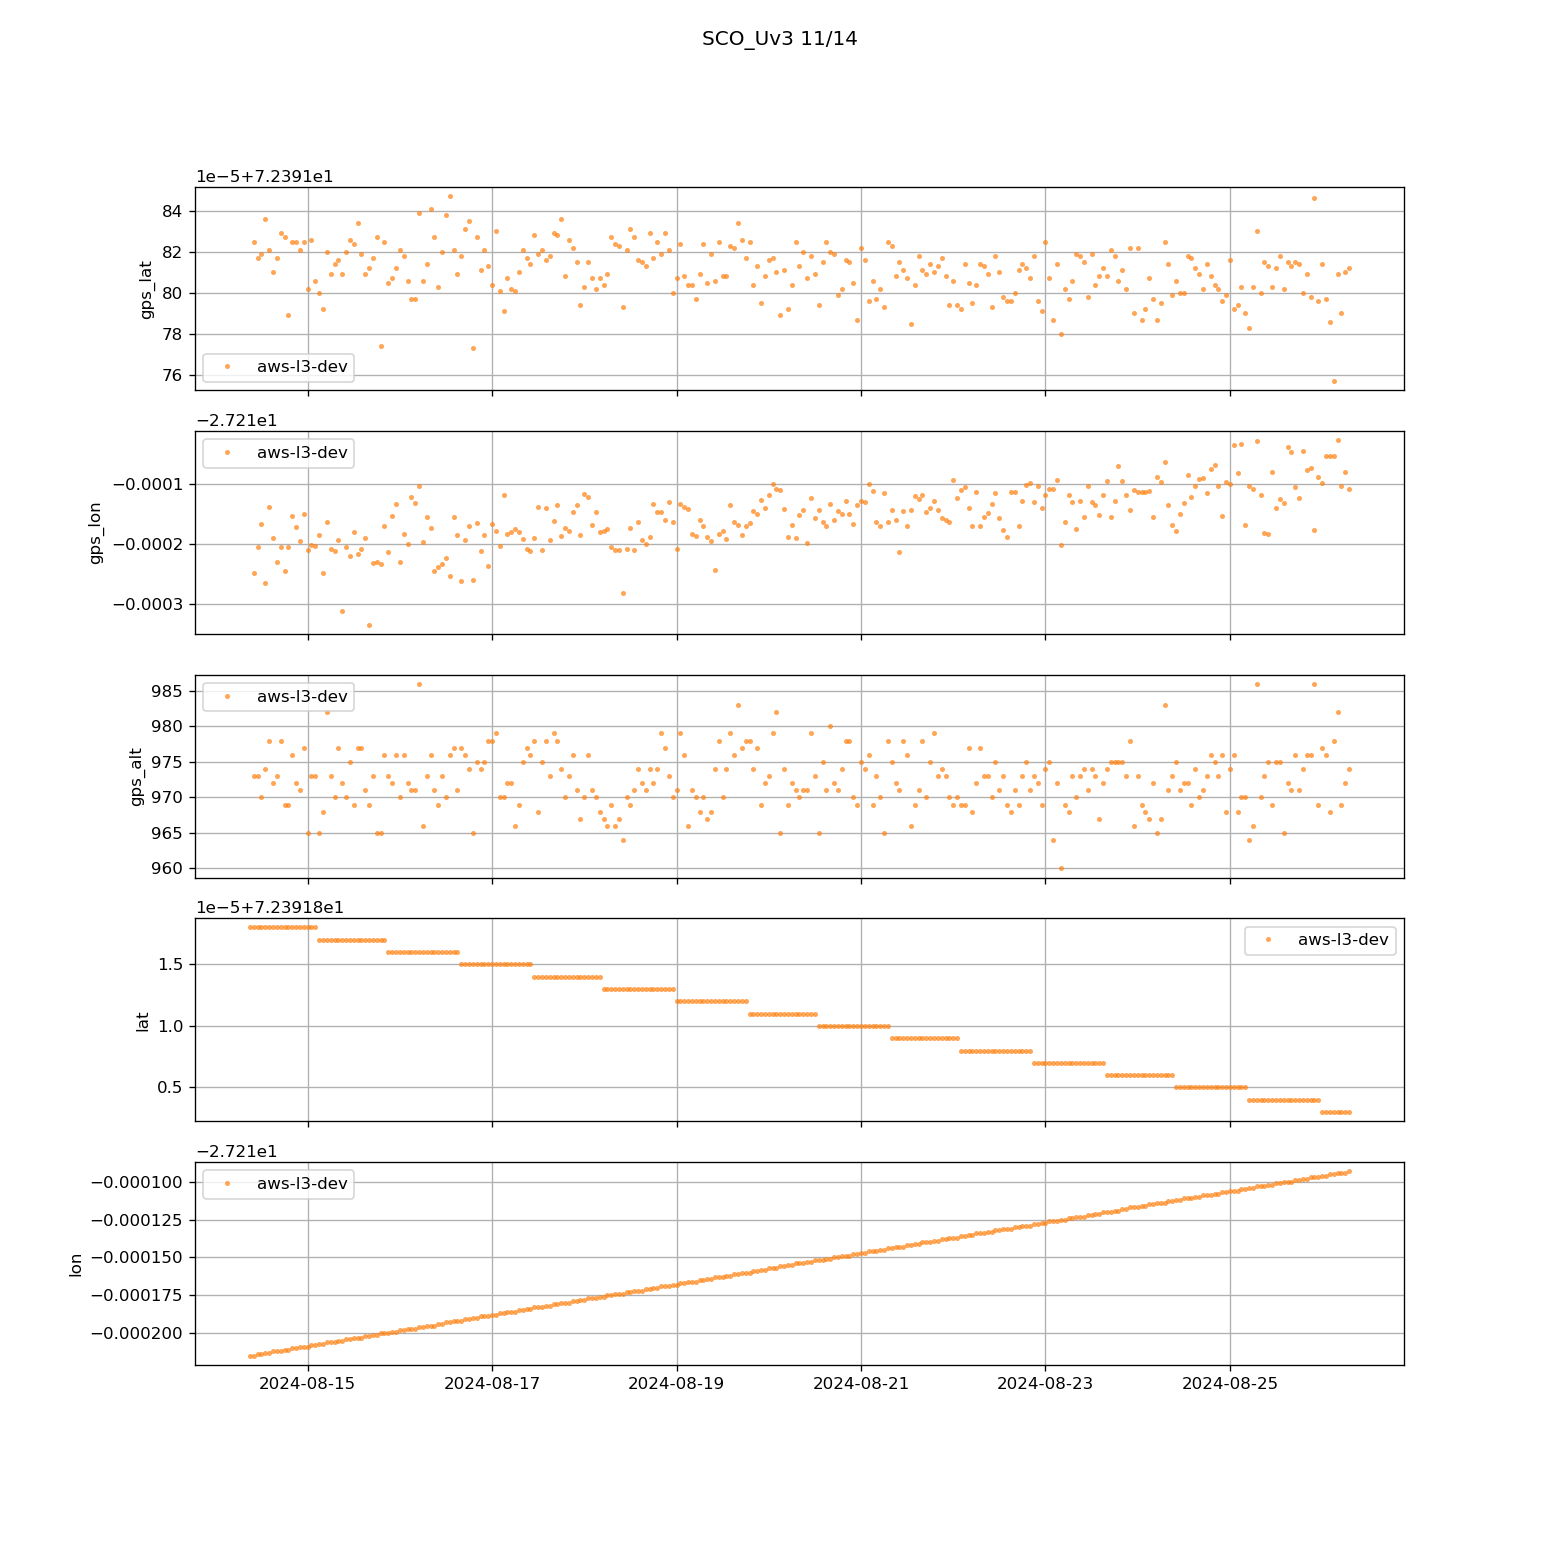 SCO_Uv3 11/14
1e−5+7.2391e1
84
82
80
78
76
gps_lat
aws-l3-dev
−2.721e1
−0.0001
−0.0002
−0.0003
gps_lon
aws-l3-dev
985
980
975
970
965
960
gps_alt
aws-l3-dev
1e−5+7.23918e1
1.5
1.0
0.5
lat
aws-l3-dev
−2.721e1
−0.000100
−0.000125
−0.000150
−0.000175
−0.000200
lon
aws-l3-dev
2024-08-15 2024-08-17 2024-08-19 2024-08-21 2024-08-23 2024-08-25